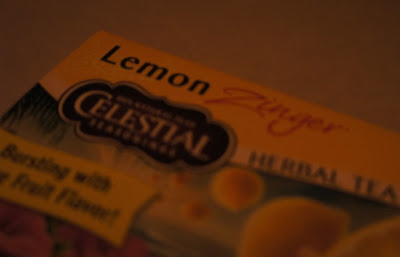 Lemon Zinger
CELESTIAL
SEASONINGS
HERBAL TEA
Bursting with
Fruit Flavor!